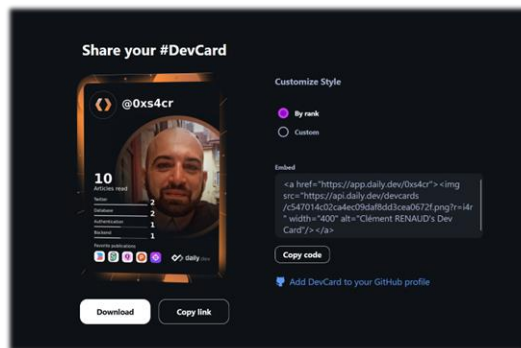 Share your #DevCard
@0xs4cr
10
Articles read
Twitter 2
Database 2
Authentication 1
Backend 1
Favorite publications
daily.dev
Download
Copy link
Customize Style
By rank
Custom
Embed
<a href="https://app.daily.dev/0xs4cr"><img
src="https://api.daily.dev/devcards
/c547014c02ca4ec09daf8dd3cea0672f.png?r=i4r
" width="400" alt="Clément RENAUD's Dev
Card"/></a>
Copy code
Add DevCard to your GitHub profile